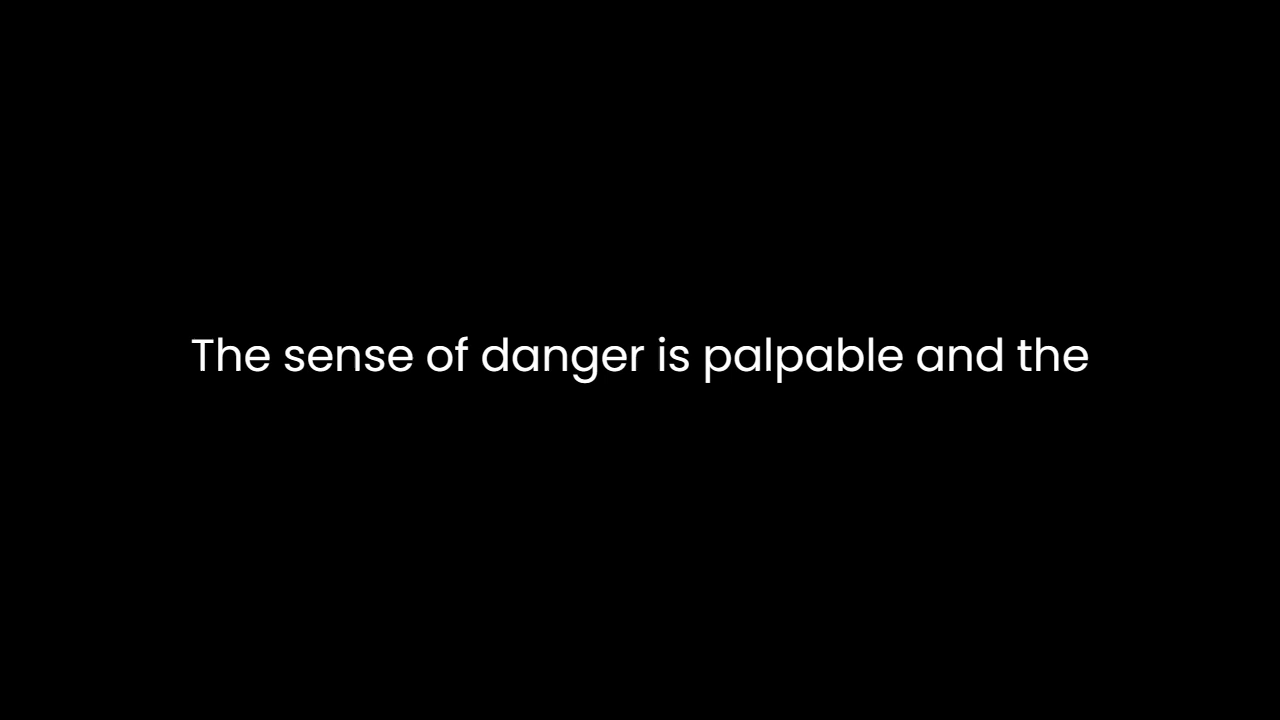 The sense of danger is palpable and the